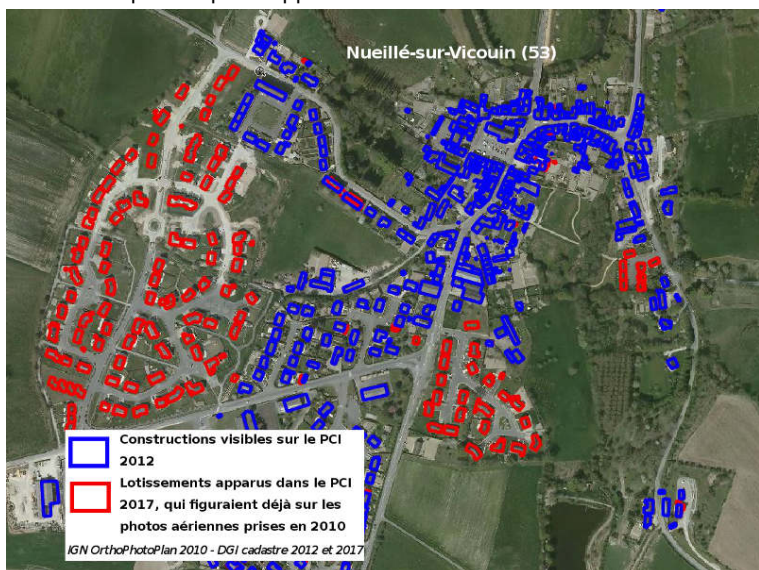 Nueillé-sur-Vicouin (53)
Constructions visibles sur le PCI
2012
Lotissements apparus dans le PCI
2017, qui figuraient déjà sur les
photos aériennes prises en 2010
IGN OrthoPhotoPlan 2010 - DGI cadastre 2012 et 2017